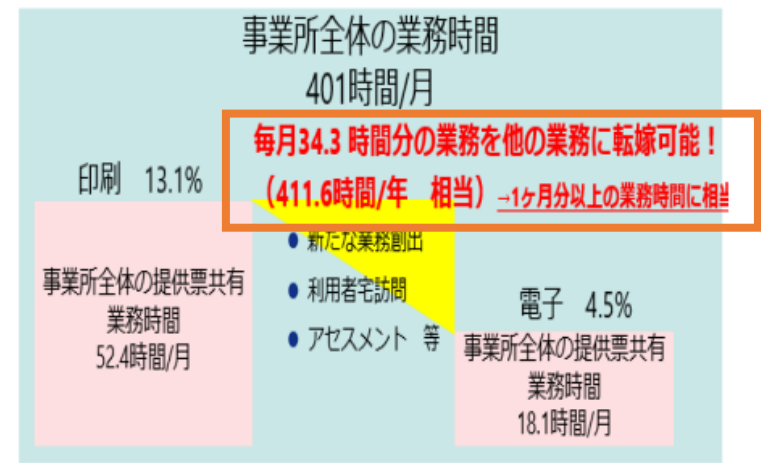 事業所全体の業務時間
401時間/月
毎月34.3 時間分の業務を他の業務に転嫁可能！
（411.6時間/年　相当）→1ヶ月分以上の業務時間に相当
印刷　13.1%
事業所全体の提供票共有
業務時間
52.4時間/月
● 新たな業務創出
● 利用者宅訪問
● アセスメント　等
電子　4.5%
事業所全体の提供票共有
業務時間
18.1時間/月